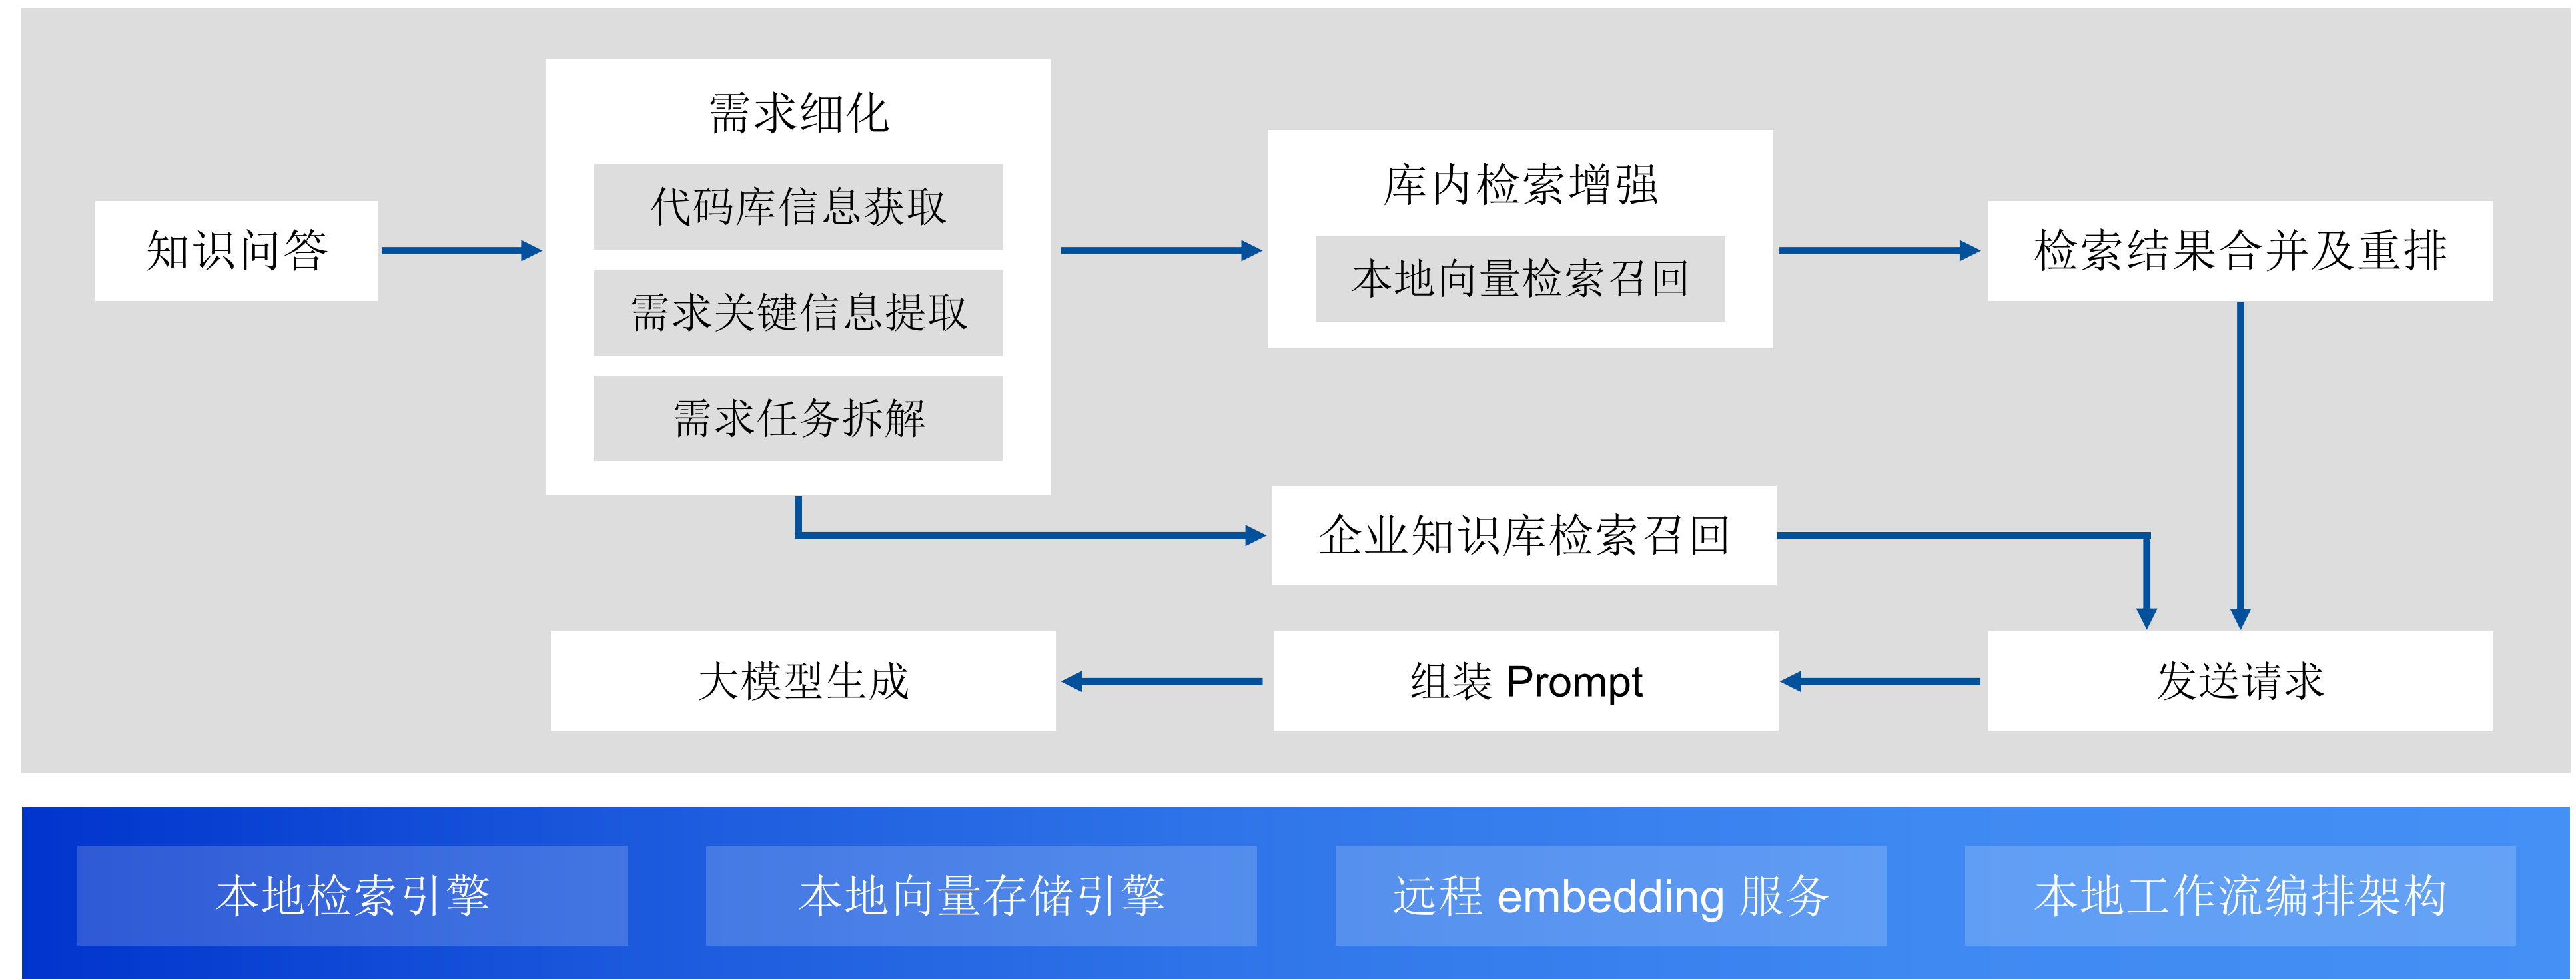 知识问答
需求细化
代码库信息获取
需求关键信息提取
需求任务拆解
库内检索增强
本地向量检索召回
检索结果合并及重排
企业知识库检索召回
大模型生成
组装 Prompt
发送请求
本地检索引擎
本地向量存储引擎
远程 embedding 服务
本地工作流编排架构